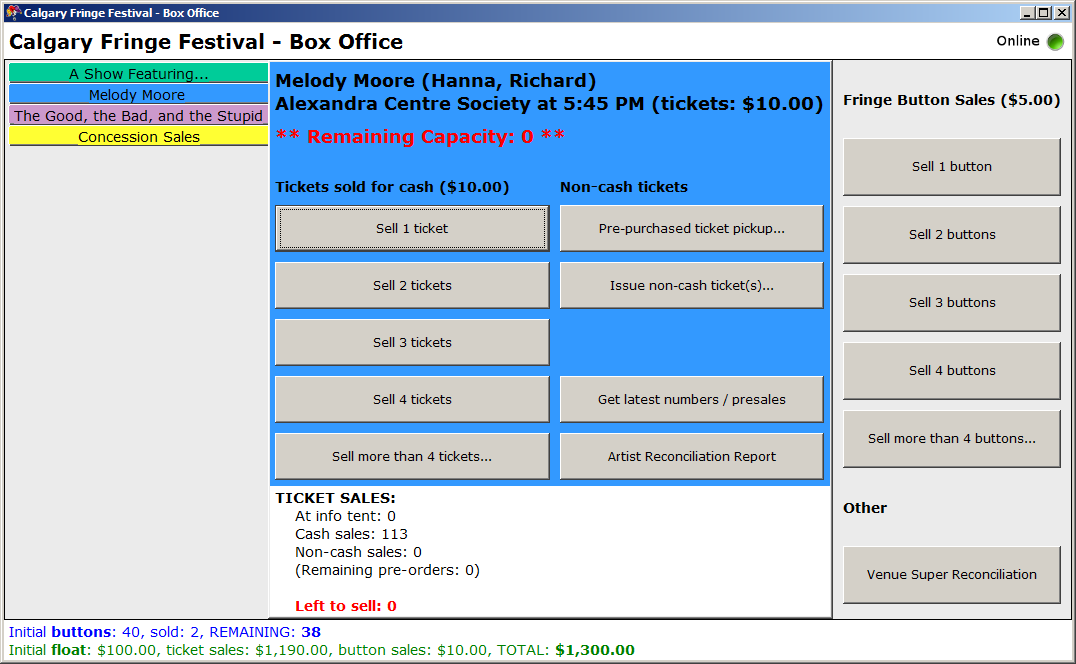 Calgary Fringe Festival - Box Office
Calgary Fringe Festival - Box Office
Online
A Show Featuring...
Melody Moore
The Good, the Bad, and the Stupid
Concession Sales
Melody Moore (Hanna, Richard)
Alexandra Centre Society at 5:45 PM (tickets: $10.00)
** Remaining Capacity: 0 **
Tickets sold for cash ($10.00)
Sell 1 ticket
Sell 2 tickets
Sell 3 tickets
Sell 4 tickets
Sell more than 4 tickets...
Non-cash tickets
Pre-purchased ticket pickup...
Issue non-cash ticket(s)...
Get latest numbers / presales
Artist Reconciliation Report
TICKET SALES:
At info tent: 0
Cash sales: 113
Non-cash sales: 0
(Remaining pre-orders: 0)
Left to sell: 0
Fringe Button Sales ($5.00)
Sell 1 button
Sell 2 buttons
Sell 3 buttons
Sell 4 buttons
Sell more than 4 buttons...
Other
Venue Super Reconciliation
Initial buttons: 40, sold: 2, REMAINING: 38
Initial float: $100.00, ticket sales: $1,190.00, button sales: $10.00, TOTAL: $1,300.00